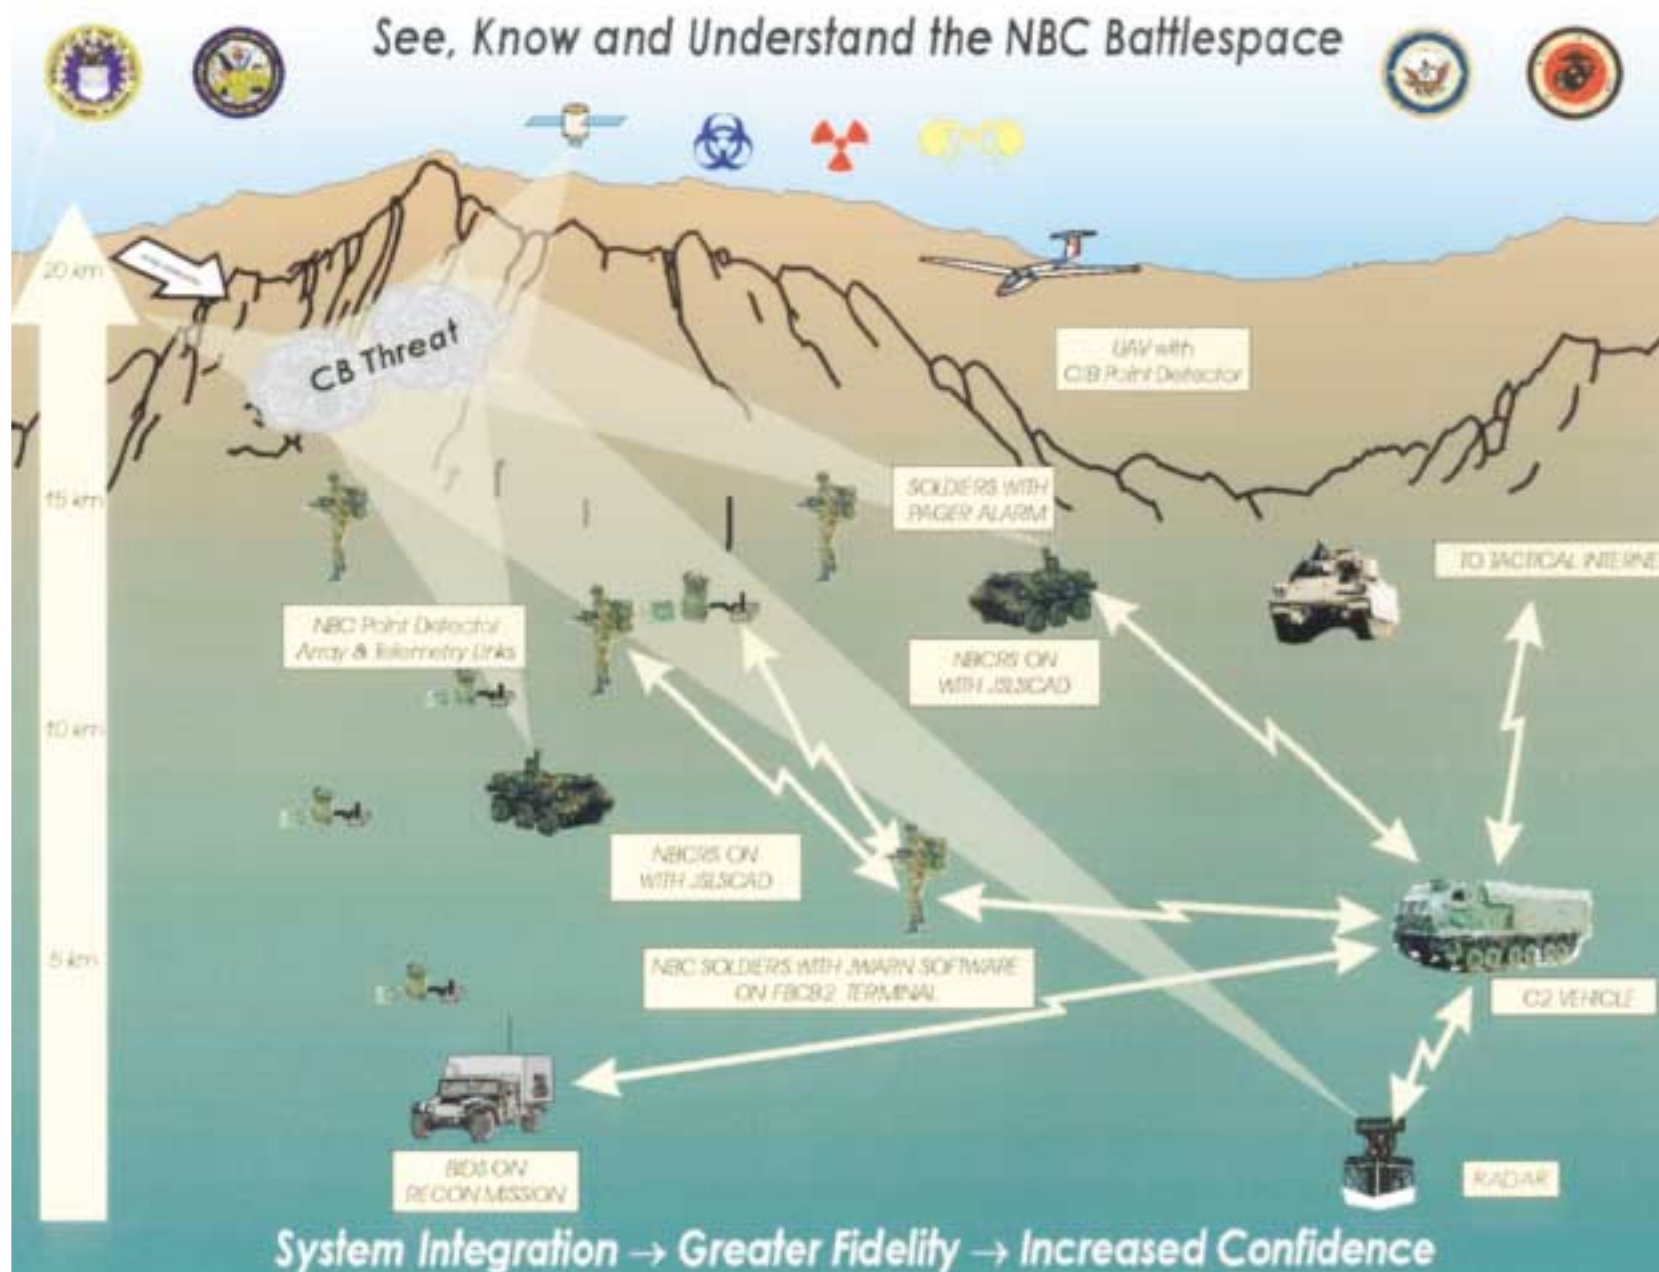 See, Know and Understand the NBC Battlespace
20 km
CB Threat
UAV with
C/B Point Detector
15 km
SOLDIERS WITH
PAGER ALARM
TO TACTICAL INTERNE
NBC Point Detector
Array & Telemetry Links
NBCRS ON
WITH JSLSCAD
10 km
NBCRS ON
WITH JSLSCAD
5 km
NBC SOLDIERS WITH JWARN SOFTWARE
ON FBCB2 TERMINAL
C2 VEHICLE
BIDS ON
RECON MISSION
RADAR
System Integration → Greater Fidelity → Increased Confidence